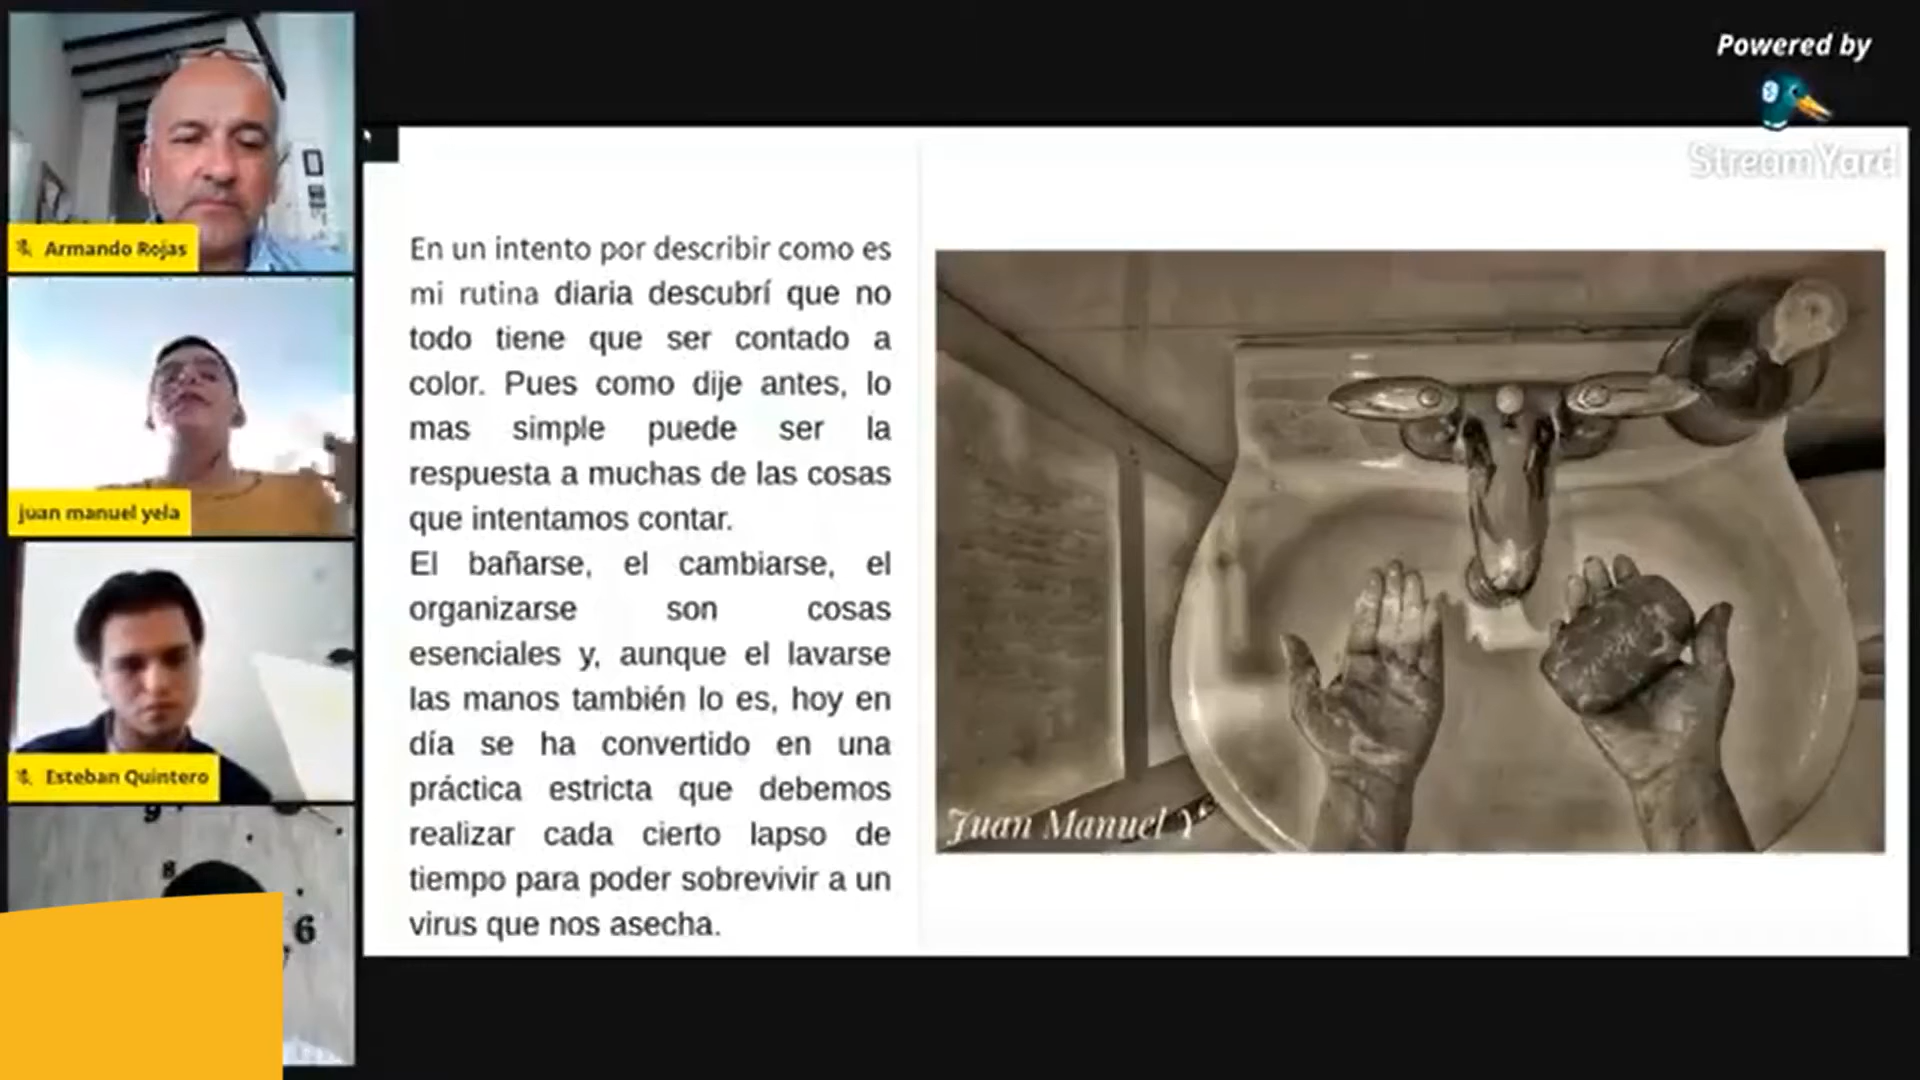 Powered by
StreamYard
Armando Rojas
juan manuel yela
Esteban Quintero
9
8
6
En un intento por describir como es
mi rutina diaria descubrí que no
todo tiene que ser contado a
color. Pues como dije antes, lo
mas simple puede ser la
respuesta a muchas de las cosas
que intentamos contar.
El bañarse, el cambiarse, el
organizarse son cosas
esenciales y, aunque el lavarse
las manos también lo es, hoy en
día se ha convertido en una
práctica estricta que debemos
realizar cada cierto lapso de
tiempo para poder sobrevivir a un
virus que nos asecha.
Juan Manuel Y